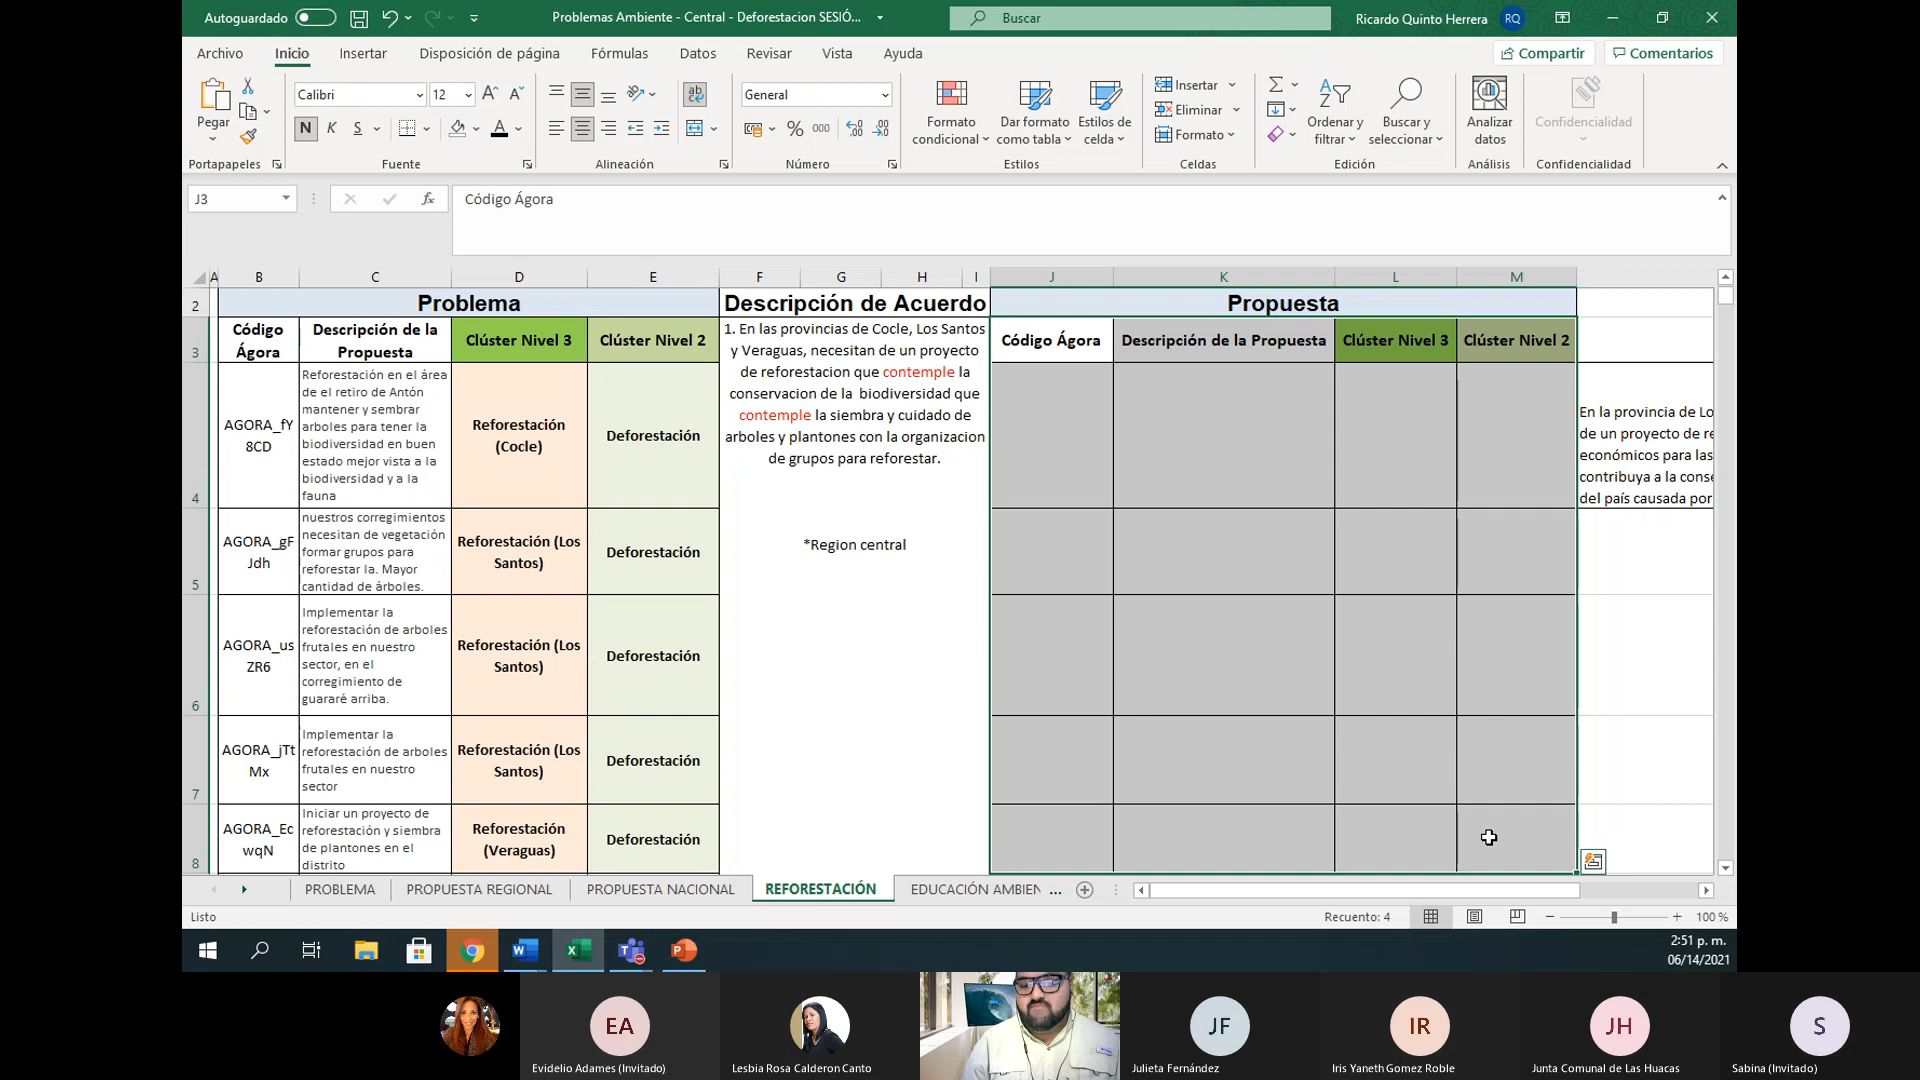 Autoguardado
Problemas Ambiente - Central - Deforestacion SESIÓ...
Buscar
Ricardo Quinto Herrera
RQ
Archivo
Inicio
Insertar
Disposición de página
Fórmulas
Datos
Revisar
Vista
Ayuda
Compartir
Comentarios
Pegar
Portapapeles
Calibri
12
N K S
Fuente
Alineación
General
Número
Formato condicional
Dar formato como tabla
Estilos de celda
Estilos
Insertar
Eliminar
Formato
Celdas
Ordenar y filtrar
Buscar y seleccionar
Edición
Analizar datos
Análisis
Confidencialidad
Confidencialidad
J3
fx
Código Ágora
A B C D E F G H I J K L M
2
Problema
Descripción de Acuerdo
Propuesta
3
Código Ágora
Descripción de la Propuesta
Clúster Nivel 3
Clúster Nivel 2
1. En las provincias de Cocle, Los Santos
y Veraguas, necesitan de un proyecto
de reforestacion que contemple la
conservacion de la biodiversidad que
contemple la siembra y cuidado de
arboles y plantones con la organizacion
de grupos para reforestar.
*Region central
Código Ágora
Descripción de la Propuesta
Clúster Nivel 3
Clúster Nivel 2
4
AGORA_fY
8CD
Reforestación en el área
de el retiro de Antón
mantener y sembrar
arboles para tener la
biodiversidad en buen
estado mejor vista a la
biodiversidad y a la
fauna
Reforestación
(Cocle)
Deforestación
En la provincia de Lo
de un proyecto de re
económicos para las
contribuya a la conse
del país causada por
5
AGORA_gF
Jdh
nuestros corregimientos
necesitan de vegetación
formar grupos para
reforestar la. Mayor
cantidad de árboles.
Reforestación (Los
Santos)
Deforestación
6
AGORA_us
ZR6
Implementar la
reforestación de arboles
frutales en nuestro
sector, en el
corregimiento de
guararé arriba.
Reforestación (Los
Santos)
Deforestación
7
AGORA_jTt
Mx
Implementar la
reforestación de arboles
frutales en nuestro
sector
Reforestación (Los
Santos)
Deforestación
8
AGORA_Ec
wqN
Iniciar un proyecto de
reforestación y siembra
de plantones en el
distrito
Reforestación
(Veraguas)
Deforestación
PROBLEMA
PROPUESTA REGIONAL
PROPUESTA NACIONAL
REFORESTACIÓN
EDUCACIÓN AMBIEN ...
Listo
Recuento: 4
100 %
2:51 p. m.
06/14/2021
EA
Evidelio Adames (Invitado)
Lesbia Rosa Calderon Canto
JF
Julieta Fernández
IR
Iris Yaneth Gomez Roble
JH
Junta Comunal de Las Huacas
S
Sabina (Invitado)